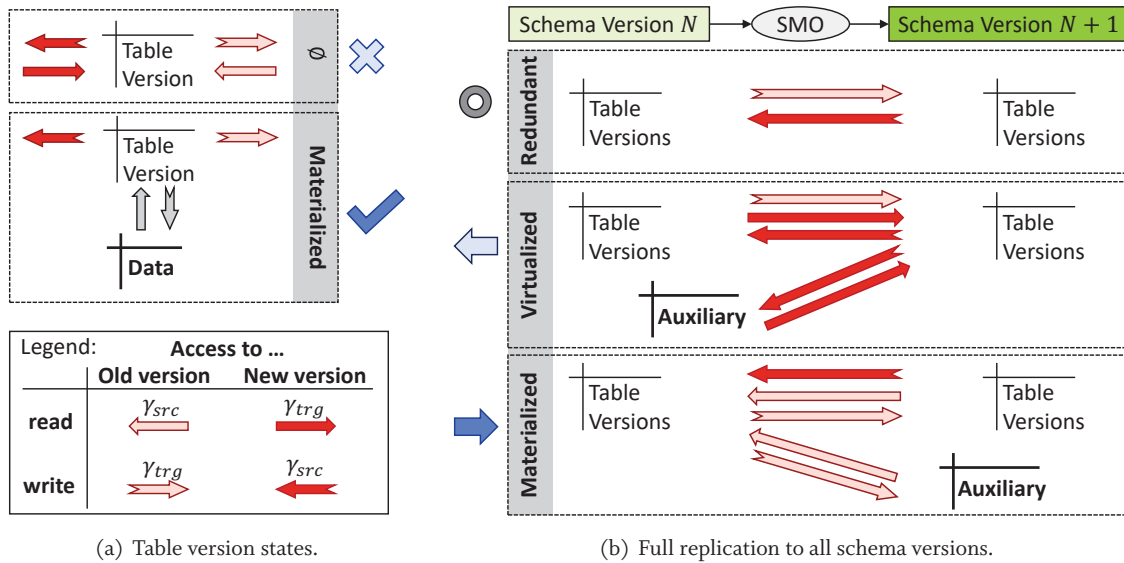 Table
Version
∅
Table
Version
Data
Materialized
Legend:
Access to ...
Old version New version
read
γsrc
γtrg
write
γtrg
γsrc
(a) Table version states.
Schema Version N
SMO
Schema Version N + 1
Redundant
Table
Versions
Table
Versions
Virtualized
Table
Versions
Table
Versions
Auxiliary
Materialized
Table
Versions
Table
Versions
Auxiliary
(b) Full replication to all schema versions.